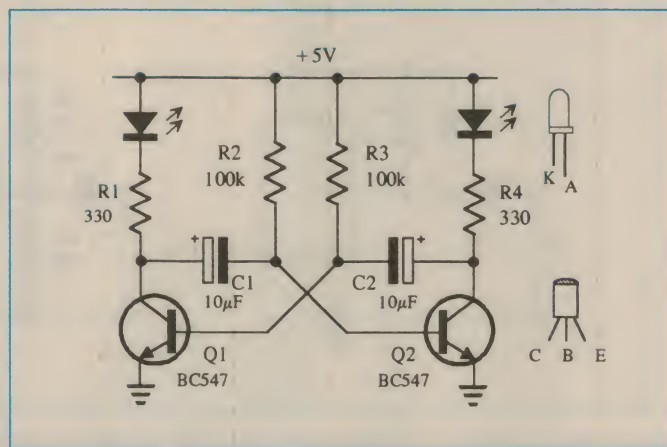 +5V
R2
100k
R3
100k
R1
330
R4
330
K
A
+
C1
10µF
C2
10µF
+
Q1
BC547
Q2
BC547
C B E